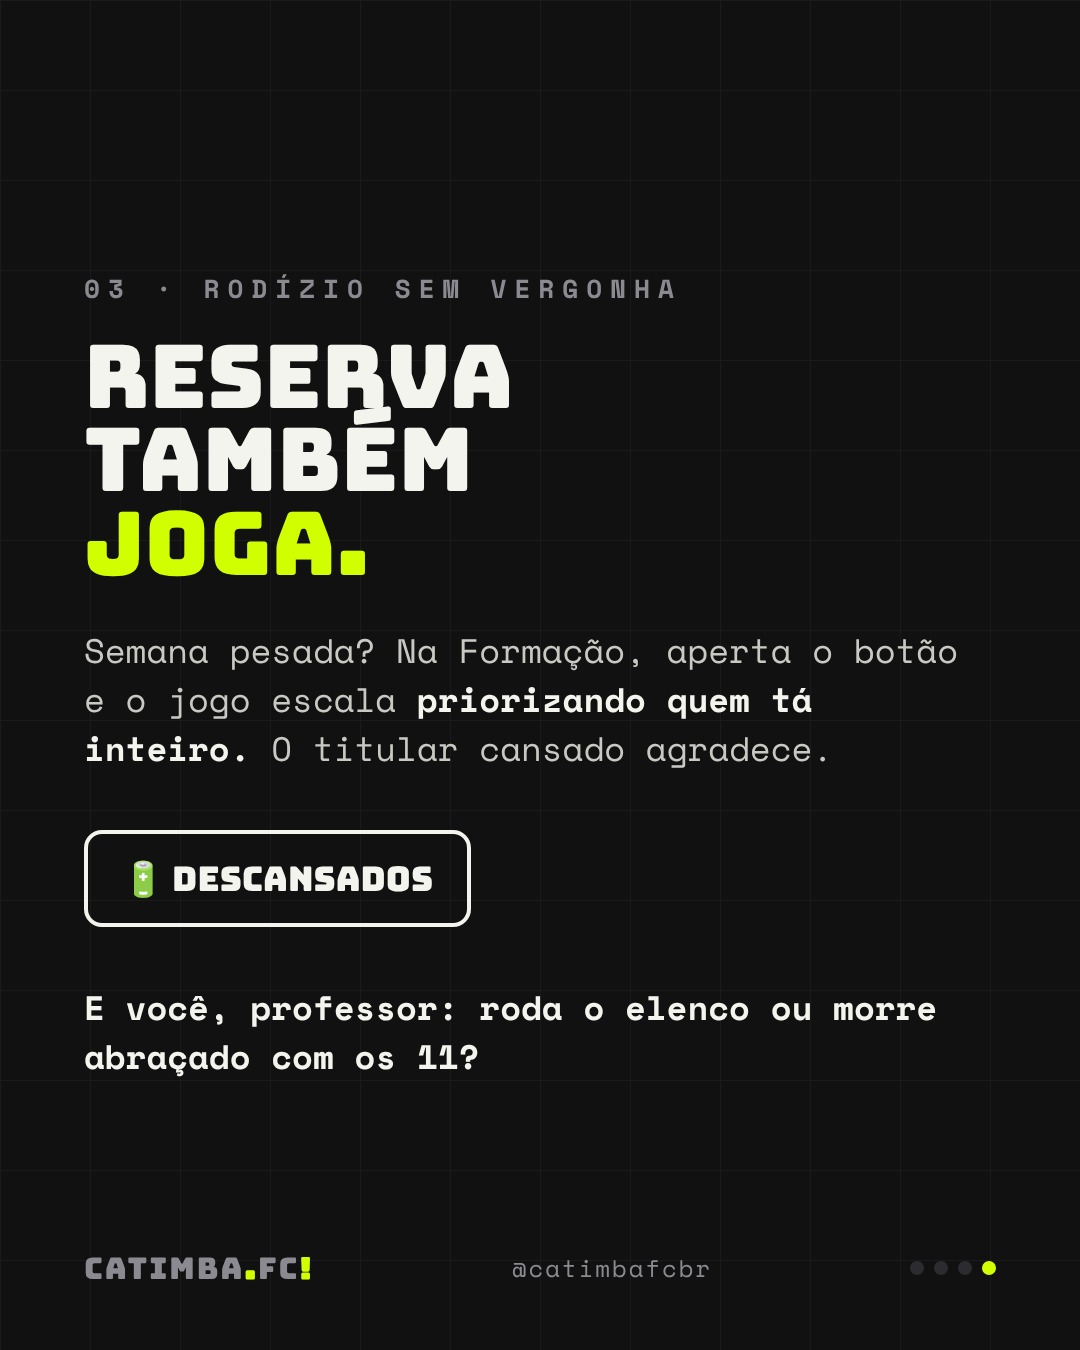 03 · RODÍZIO SEM VERGONHA
RESERVA
TAMBÉM
JOGA.
Semana pesada? Na Formação, aperta o botão
e o jogo escala priorizando quem tá
inteiro. O titular cansado agradece.
🔋 DESCANSADOS
E você, professor: roda o elenco ou morre
abraçado com os 11?
CATIMBA.FC!
@catimbafcbr